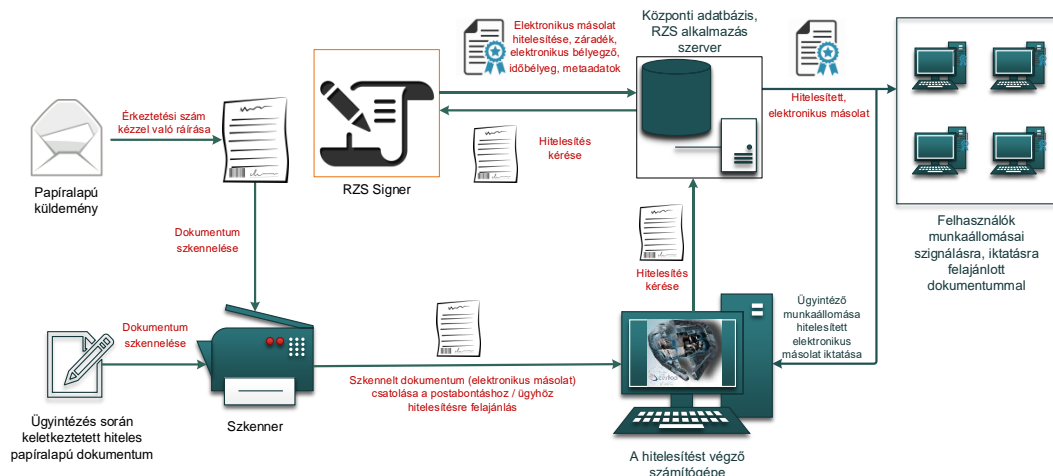 Elektronikus másolat
hitelesítése, záradék,
elektronikus bélyegző,
időbélyeg, metaadatok
Központi adatbázis,
RZS alkalmazás
szerver
Érkeztetési szám
kézzel való ráírása
Hitelesítés
kérése
Hitelesített,
elektronikus másolat
Papíralapú
küldemény
RZS Signer
Dokumentum
szkennelése
Hitelesítés
kérése
Felhasználók
munkaállomásai
szignálásra, iktatásra
felajánlott
dokumentummal
Dokumentum
szkennelése
Ügyintéző
munkaállomása
hitelesített
elektronikus
másolat iktatása
Szkennelt dokumentum (elektronikus másolat)
csatolása a postabontáshoz / ügyhöz
hitelesítésre felajánlás
Ügyintézés során
keletkeztetett hiteles
papíralapú dokumentum
Szkenner
A hitelesítést végző
számítógépe